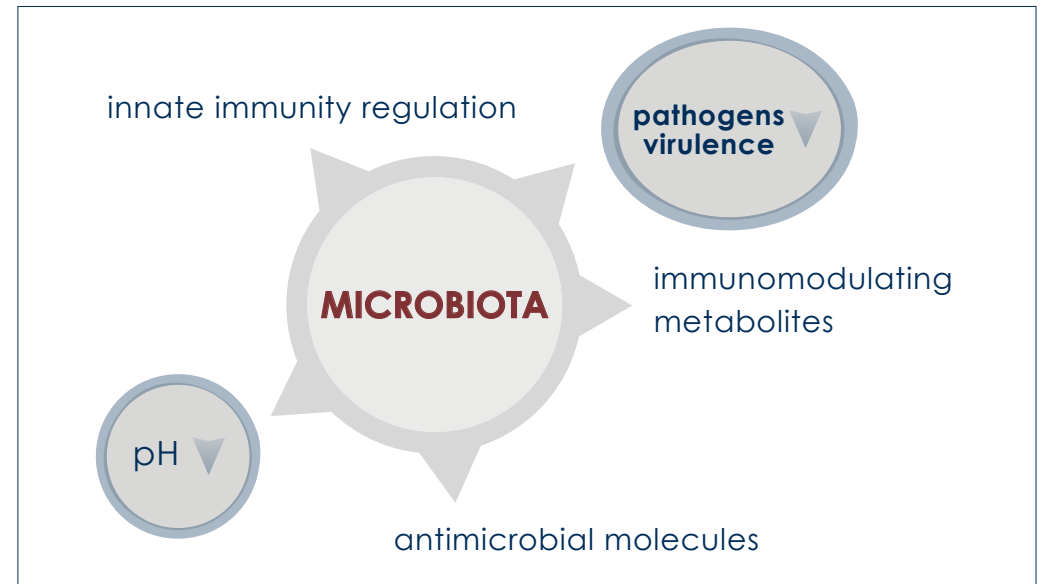 innate immunity regulation
pathogens
virulence
immunomodulating
metabolites
MICROBIOTA
pH
antimicrobial molecules